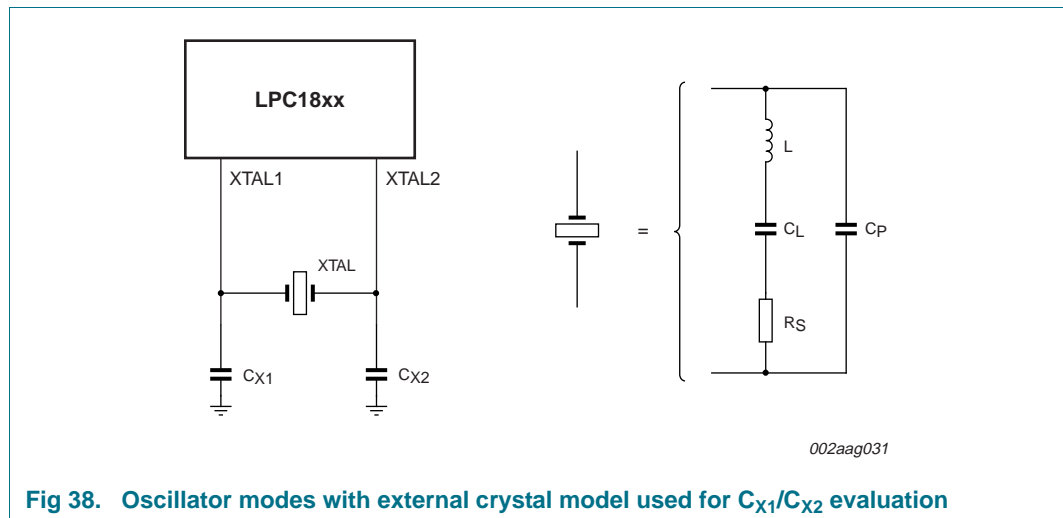 LPC18xx
XTAL1
XTAL2
XTAL
CX1
CX2
=
L
CL
CP
RS
002aag031
Fig 38. Oscillator modes with external crystal model used for CX1/CX2 evaluation